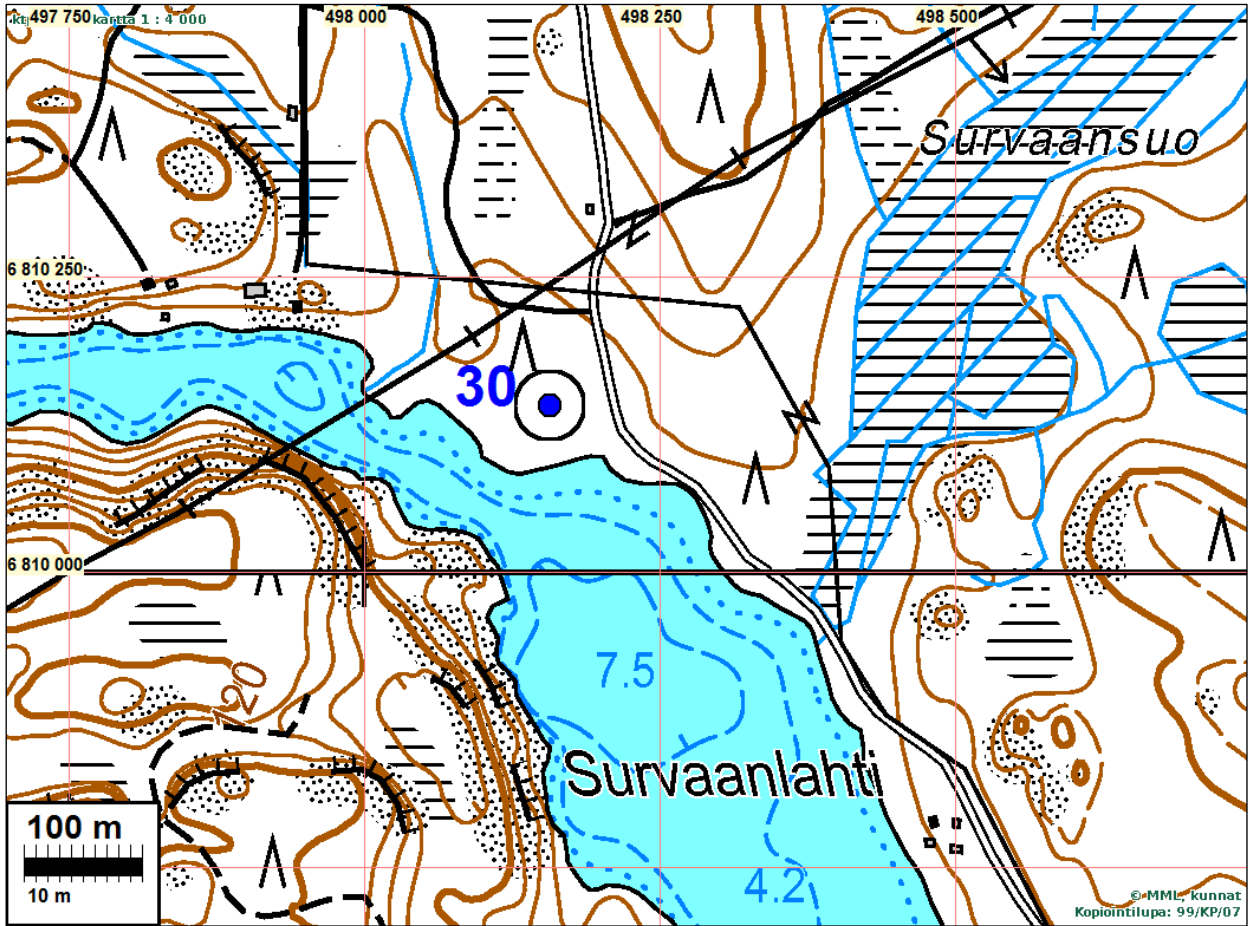 497 750
kartta 1 : 4 000
498 000
498 250
498 500
Survaansuo
6 810 250
30
6 810 000
120
7.5
Survaanlahti
4.2
100 m
10 m
© MML, kunnat
Kopiointilupa: 99/KP/07